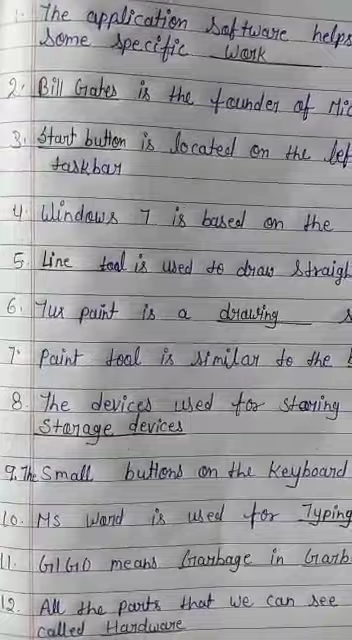 1. The application software helps
some specific work
2. Bill Gates is the founder of Mic
3. Start button is located on the lef
taskbar
4. Windows 7 is based on the
5. Line tool is used to draw straigh
6. Tux paint is a drawing s
7. Paint tool is similar to the b
8. The devices used for storing
Storage devices
9. The Small buttons on the keyboard
10. MS Word is used for Typing
11. GIGO means Garbage in Garb
12. All the parts that we can see
called Hardware